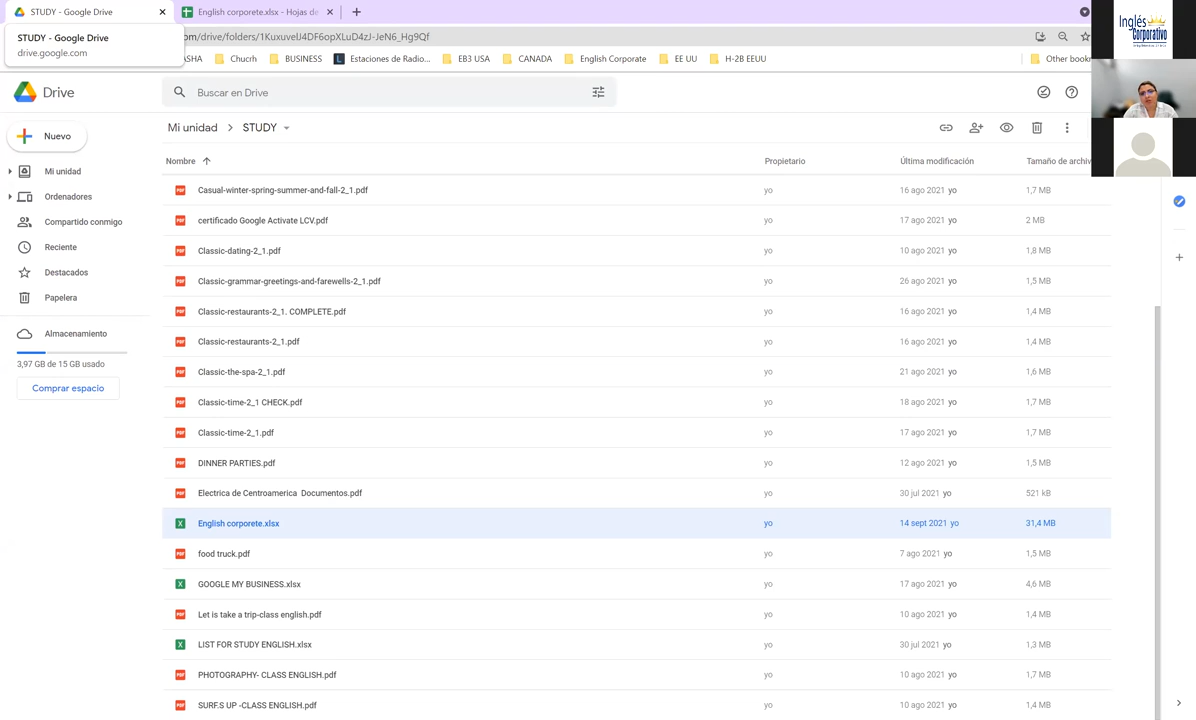 STUDY - Google Drive
English corporete.xlsx - Hojas de
STUDY - Google Drive
drive.google.com
om/drive/folders/1KuxuveIJ4DF6opXLuD4zJ-JeN6_Hg9Qf
ASHA
Chucrh
BUSINESS
Estaciones de Radio...
EB3 USA
CANADA
English Corporate
EE UU
H-2B EEUU
Other bookn
Inglés
Corporativo
Drive
Buscar en Drive
Nuevo
Mi unidad
STUDY
Nombre
Propietario
Última modificación
Tamaño de archiv
Mi unidad
Ordenadores
Compartido conmigo
Reciente
Destacados
Papelera
Almacenamiento
3,97 GB de 15 GB usado
Comprar espacio
Casual-winter-spring-summer-and-fall-2_1.pdf yo 16 ago 2021 yo 1,7 MB
certificado Google Activate LCV.pdf yo 17 ago 2021 yo 2 MB
Classic-dating-2_1.pdf yo 10 ago 2021 yo 1,8 MB
Classic-grammar-greetings-and-farewells-2_1.pdf yo 26 ago 2021 yo 1,5 MB
Classic-restaurants-2_1. COMPLETE.pdf yo 16 ago 2021 yo 1,4 MB
Classic-restaurants-2_1.pdf yo 16 ago 2021 yo 1,4 MB
Classic-the-spa-2_1.pdf yo 21 ago 2021 yo 1,6 MB
Classic-time-2_1 CHECK.pdf yo 18 ago 2021 yo 1,7 MB
Classic-time-2_1.pdf yo 17 ago 2021 yo 1,7 MB
DINNER PARTIES.pdf yo 12 ago 2021 yo 1,5 MB
Electrica de Centroamerica Documentos.pdf yo 30 jul 2021 yo 521 kB
English corporete.xlsx yo 14 sept 2021 yo 31,4 MB
food truck.pdf yo 7 ago 2021 yo 1,5 MB
GOOGLE MY BUSINESS.xlsx yo 17 ago 2021 yo 4,6 MB
Let is take a trip-class english.pdf yo 10 ago 2021 yo 1,4 MB
LIST FOR STUDY ENGLISH.xlsx yo 30 jul 2021 yo 1,3 MB
PHOTOGRAPHY- CLASS ENGLISH.pdf yo 10 ago 2021 yo 1,7 MB
SURF.S UP -CLASS ENGLISH.pdf yo 10 ago 2021 yo 1,4 MB